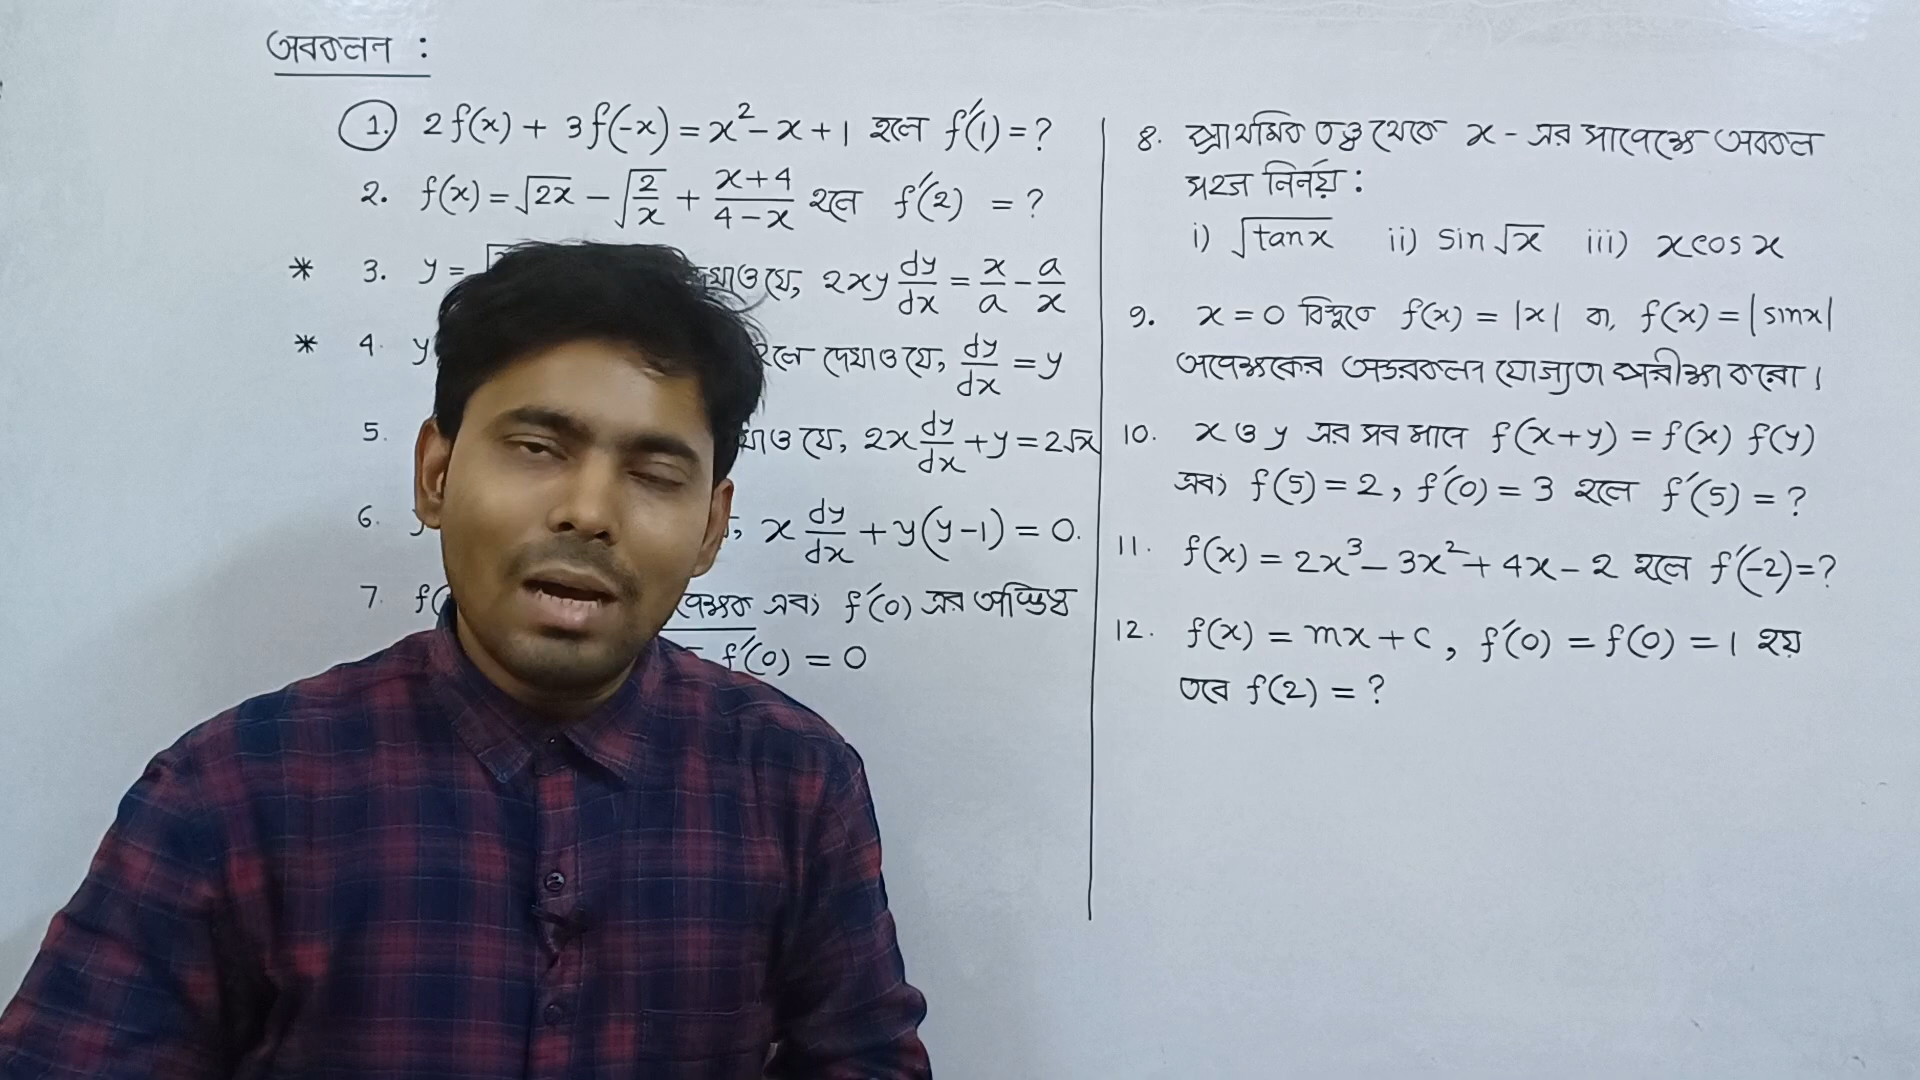 অবকলন :
1. 2f(x) + 3f(-x) = x² - x + 1 হলে f′(1) = ?
2. f(x) = √2x - √(2/x) + (x+4)/(4-x) হলে f′(2) = ?
* 3. y = যে, 2xy dy/dx = x/a - a/x
* 4. y হলে দেখাও যে, dy/dx = y
5. যে, 2x dy/dx + y = 2√x
6. x dy/dx + y(y-1) = 0.
7. f( এবং f′(0) এর অস্তিত্ব
f′(0) = 0
8. প্রাথমিক তত্ত্ব থেকে x - এর সাপেক্ষে অবকল
সহজ নির্নয় :
i) √tanx ii) sin√x iii) xcosx
9. x = 0 বিন্দুতে f(x) = |x| বা, f(x) = |sinx|
অপেক্ষকের অন্তরকলন যোগ্যতা পরীক্ষা করো।
10. x ও y এর সব মানে f(x+y) = f(x) f(y)
এবং f(5) = 2, f′(0) = 3 হলে f′(5) = ?
11. f(x) = 2x³ - 3x² + 4x - 2 হলে f′(-2) = ?
12. f(x) = mx + c, f′(0) = f(0) = 1 হয়
তবে f(2) = ?